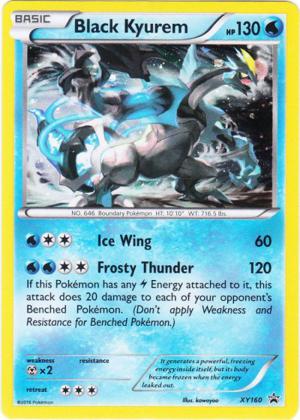 BASIC
Black Kyurem HP130
NO. 646 Boundary Pokémon HT: 10'10" WT: 716.5 lbs.
Ice Wing 60
Frosty Thunder 120
If this Pokémon has any Energy attached to it, this
attack does 20 damage to each of your opponent's
Benched Pokémon. (Don't apply Weakness and
Resistance for Benched Pokémon.)
weakness resistance
×2
It generates a powerful, freezing
energy inside itself, but its body
became frozen when the energy
leaked out.
retreat
©2016 Pokémon Illus. kawayoo XY160